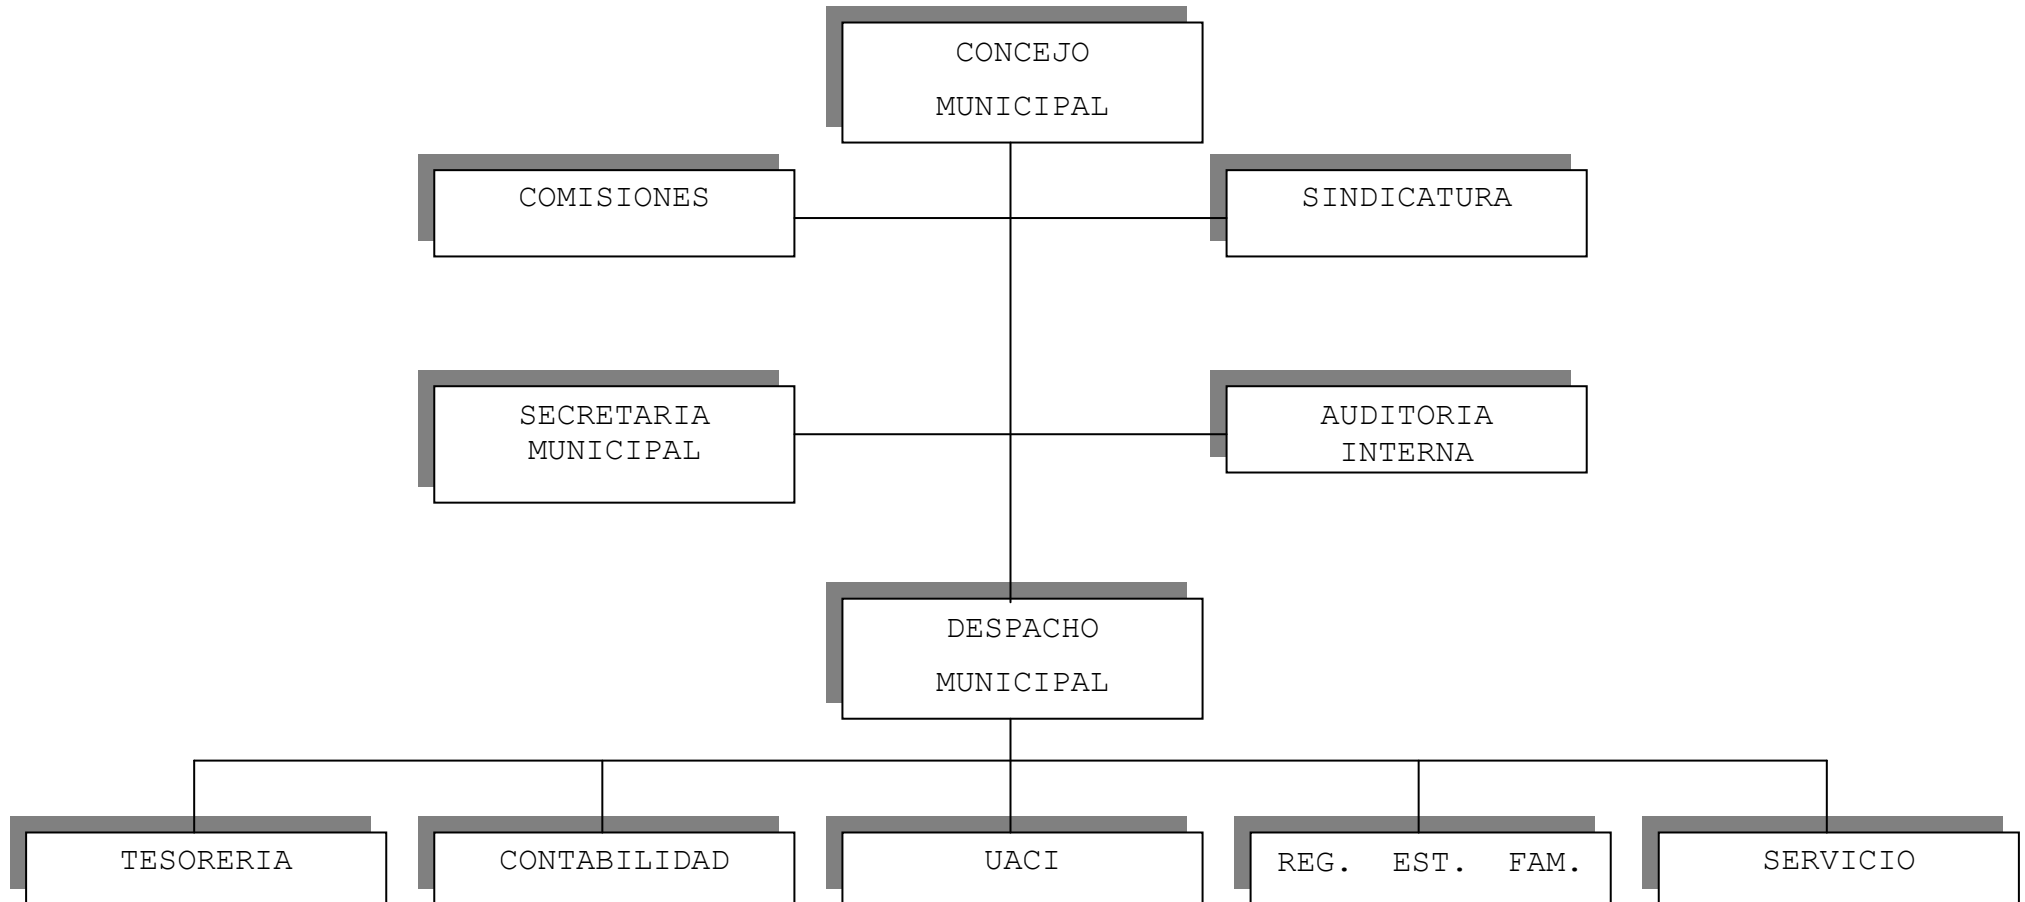 CONCEJO
MUNICIPAL
COMISIONES
SINDICATURA
SECRETARIA
MUNICIPAL
AUDITORIA
INTERNA
DESPACHO
MUNICIPAL
TESORERIA
CONTABILIDAD
UACI
REG. EST. FAM.
SERVICIO